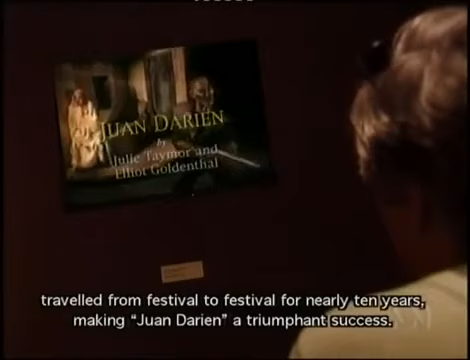 JUAN DARIEN
by
Julie Taymor and
Elliot Goldenthal
travelled from festival to festival for nearly ten years,
making "Juan Darien" a triumphant success.